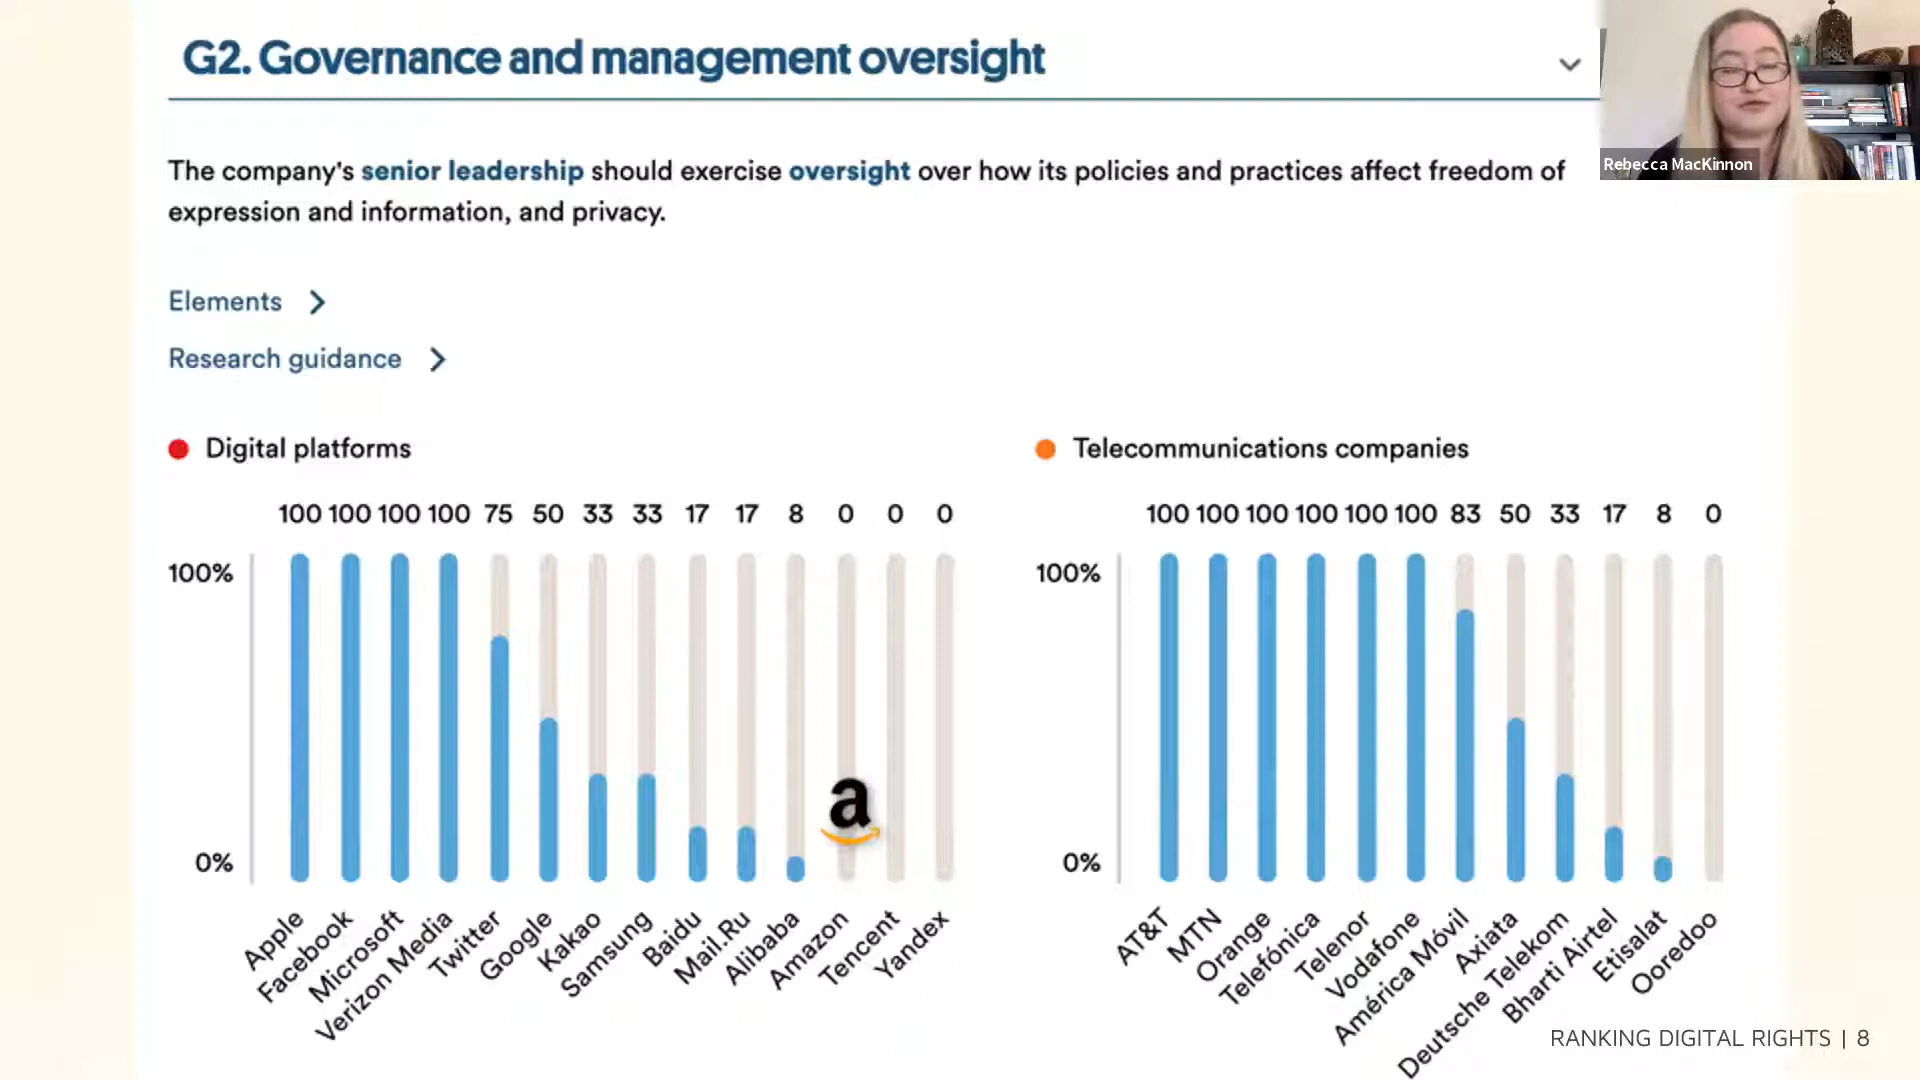 G2. Governance and management oversight
Rebecca MacKinnon
The company's senior leadership should exercise oversight over how its policies and practices affect freedom of
expression and information, and privacy.
Elements
Research guidance
Digital platforms
100 100 100 100 75 50 33 33 17 17 8 0 0 0
100%
0%
Apple
Facebook
Microsoft
Verizon Media
Twitter
Google
Kakao
Samsung
Baidu
Mail.Ru
Alibaba
Amazon
Tencent
Yandex
a
Telecommunications companies
100 100 100 100 100 100 83 50 33 17 8 0
100%
0%
AT&T
MTN
Orange
Telefónica
Telenor
Vodafone
América Móvil
Axiata
Deutsche Telekom
Bharti Airtel
Etisalat
Ooredoo
RANKING DIGITAL RIGHTS | 8